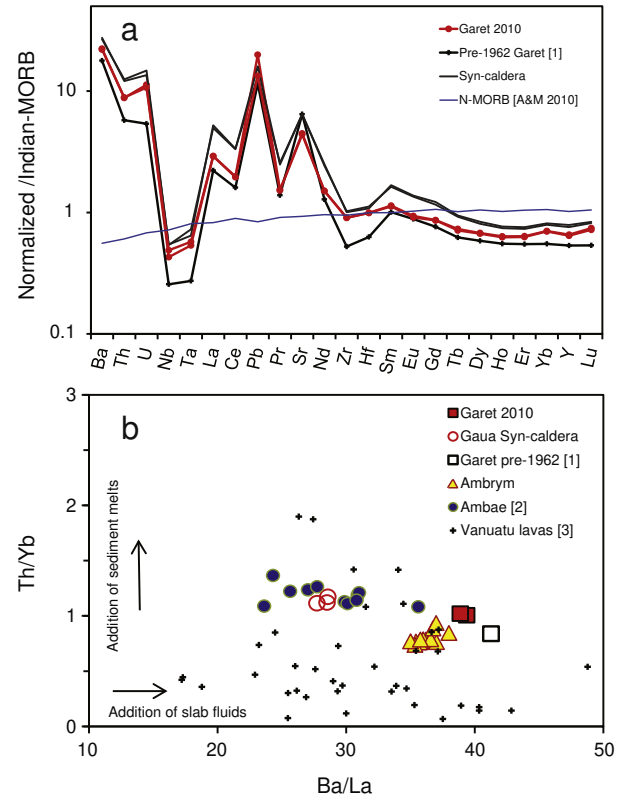 a
Garet 2010
Pre-1962 Garet [1]
Syn-caldera
N-MORB [A&M 2010]
Normalized /Indian-MORB
10
1
0.1
Ba Th U Nb Ta La Ce Pb Pr Sr Nd Zr Hf Sm Eu Gd Tb Dy Ho Er Yb Y Lu
b
Garet 2010
Gaua Syn-caldera
Garet pre-1962 [1]
Ambrym
Ambae [2]
Vanuatu lavas [3]
Th/Yb
3
2
1
0
Addition of sediment melts
Addition of slab fluids
10 20 30 40 50
Ba/La